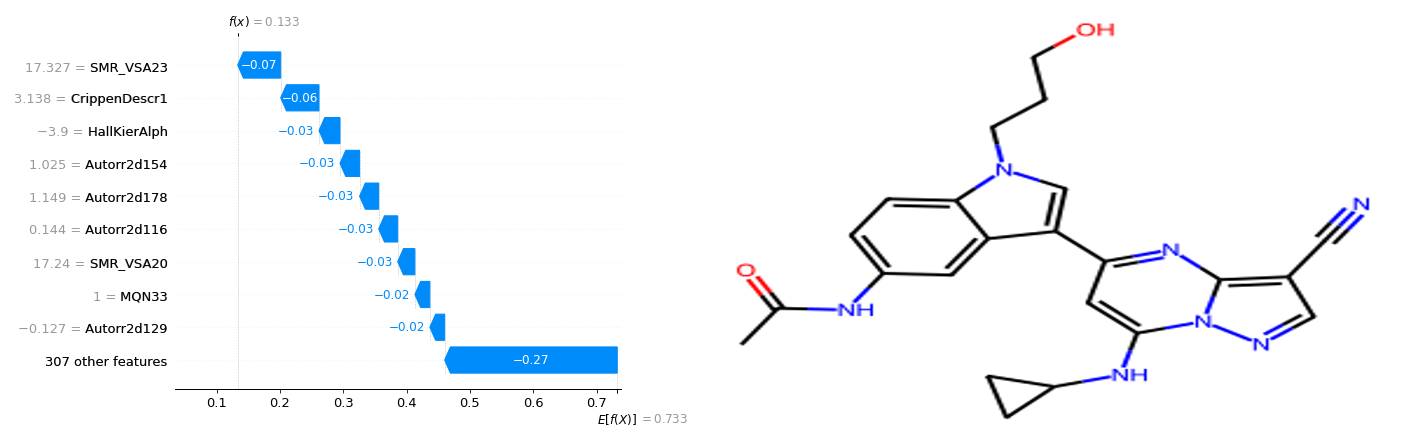 f(x) = 0.133
17.327 = SMR_VSA23
−0.07
3.138 = CrippenDescr1
−0.06
−3.9 = HallKierAlph
−0.03
1.025 = Autorr2d154
−0.03
1.149 = Autorr2d178
−0.03
0.144 = Autorr2d116
−0.03
17.24 = SMR_VSA20
−0.03
1 = MQN33
−0.02
−0.127 = Autorr2d129
−0.02
307 other features
−0.27
0.1 0.2 0.3 0.4 0.5 0.6 0.7
E[f(X)] = 0.733
OH
N
N
N
O
NH
N
N
NH